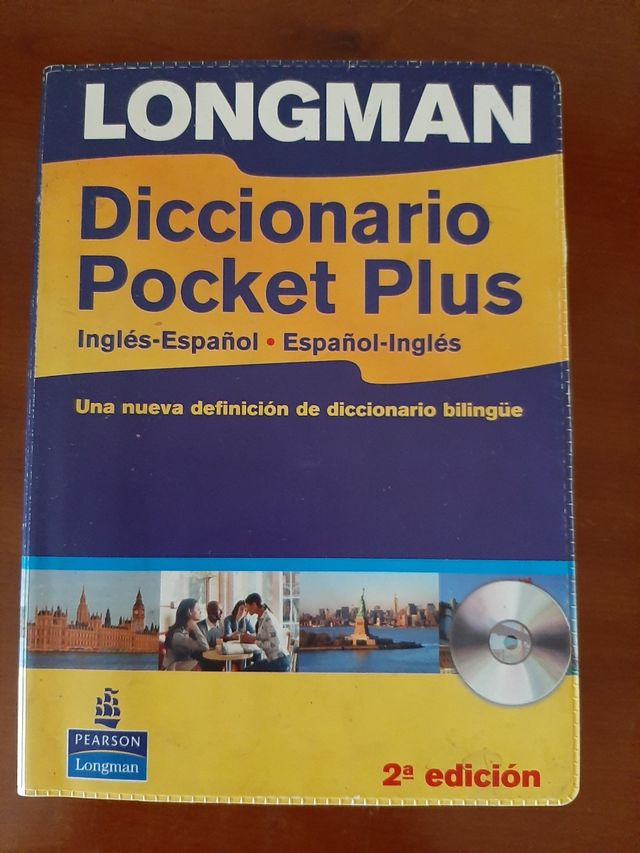 LONGMAN
Diccionario
Pocket Plus
Inglés-Español • Español-Inglés
Una nueva definición de diccionario bilingüe
PEARSON
Longman
2ª edición